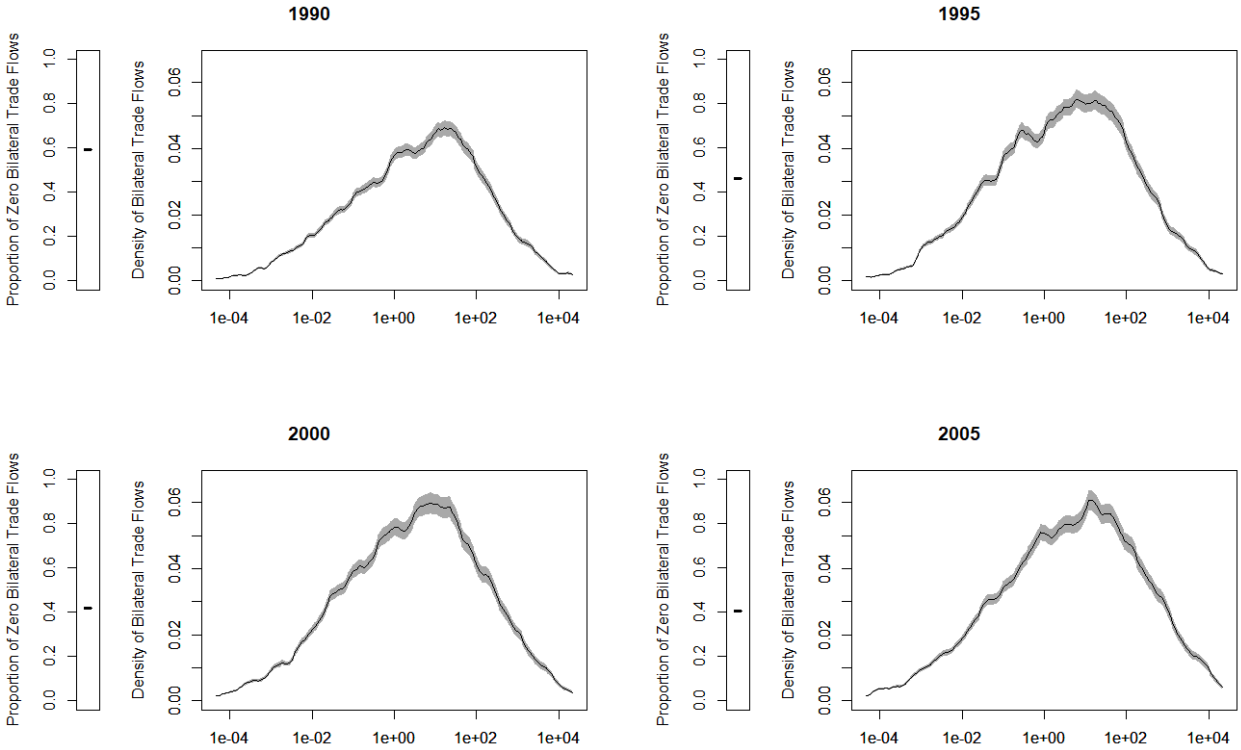 1990
Proportion of Zero Bilateral Trade Flows
0.0 0.2 0.4 0.6 0.8 1.0
Density of Bilateral Trade Flows
0.00 0.02 0.04 0.06
1e-04 1e-02 1e+00 1e+02 1e+04
1995
Proportion of Zero Bilateral Trade Flows
0.0 0.2 0.4 0.6 0.8 1.0
Density of Bilateral Trade Flows
0.00 0.02 0.04 0.06
1e-04 1e-02 1e+00 1e+02 1e+04
2000
Proportion of Zero Bilateral Trade Flows
0.0 0.2 0.4 0.6 0.8 1.0
Density of Bilateral Trade Flows
0.00 0.02 0.04 0.06
1e-04 1e-02 1e+00 1e+02 1e+04
2005
Proportion of Zero Bilateral Trade Flows
0.0 0.2 0.4 0.6 0.8 1.0
Density of Bilateral Trade Flows
0.00 0.02 0.04 0.06
1e-04 1e-02 1e+00 1e+02 1e+04